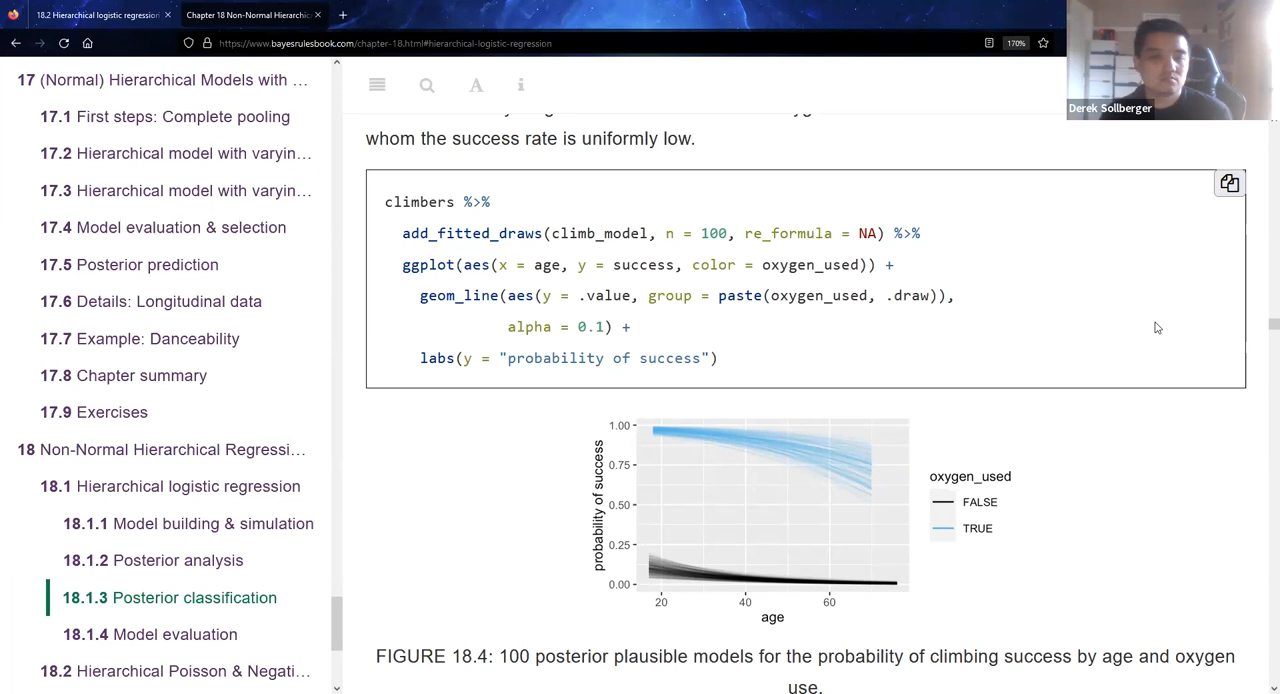 18.2 Hierarchical logistic regression
Chapter 18 Non-Normal Hierarchic
https://www.bayesrulesbook.com/chapter-18.html#hierarchical-logistic-regression
170%
Derek Sollberger
17 (Normal) Hierarchical Models with ...
17.1 First steps: Complete pooling
17.2 Hierarchical model with varyin...
17.3 Hierarchical model with varyin...
17.4 Model evaluation & selection
17.5 Posterior prediction
17.6 Details: Longitudinal data
17.7 Example: Danceability
17.8 Chapter summary
17.9 Exercises
18 Non-Normal Hierarchical Regressi...
18.1 Hierarchical logistic regression
18.1.1 Model building & simulation
18.1.2 Posterior analysis
18.1.3 Posterior classification
18.1.4 Model evaluation
18.2 Hierarchical Poisson & Negati...
whom the success rate is uniformly low.
climbers %>%
add_fitted_draws(climb_model, n = 100, re_formula = NA) %>%
ggplot(aes(x = age, y = success, color = oxygen_used)) +
geom_line(aes(y = .value, group = paste(oxygen_used, .draw)),
alpha = 0.1) +
labs(y = "probability of success")
probability of success
1.00
0.75
0.50
0.25
0.00
20
40
60
age
oxygen_used
FALSE
TRUE
FIGURE 18.4: 100 posterior plausible models for the probability of climbing success by age and oxygen
use.